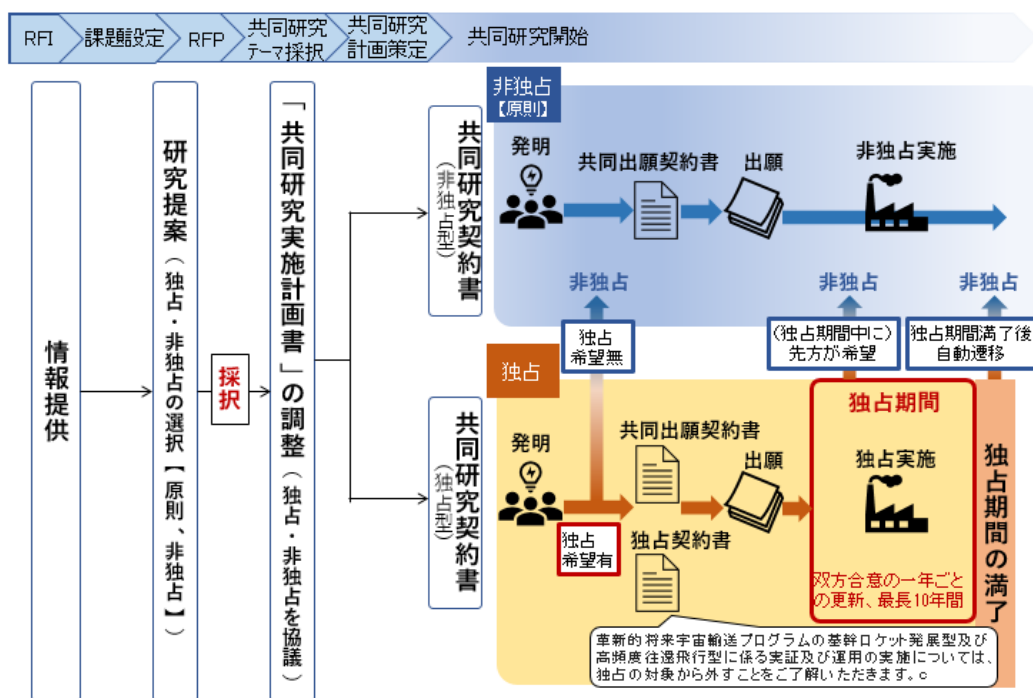 RFI
課題設定
RFP
共同研究
テーマ採択
共同研究
計画策定
共同研究開始
情報提供
研究提案（独占・非独占の選択【原則、非独占】）
採択
「共同研究実施計画書」の調整（独占・非独占を協議）
共同研究契約書
（非独占型）
共同研究契約書
（独占型）
非独占
【原則】
発明
共同出願契約書
出願
非独占実施
非独占
非独占
非独占
独占
希望無
（独占期間中に）
先方が希望
独占期間満了後
自動遷移
独占
発明
独占
希望有
共同出願契約書
独占契約書
出願
独占期間
独占実施
双方合意の一年ごと
の更新、最長10年間
独占期間の満了
革新的将来宇宙輸送プログラムの基幹ロケット発展型及び
高頻度往還飛行型に係る実証及び運用の実施については、
独占の対象から外すことをご了解いただきます。c